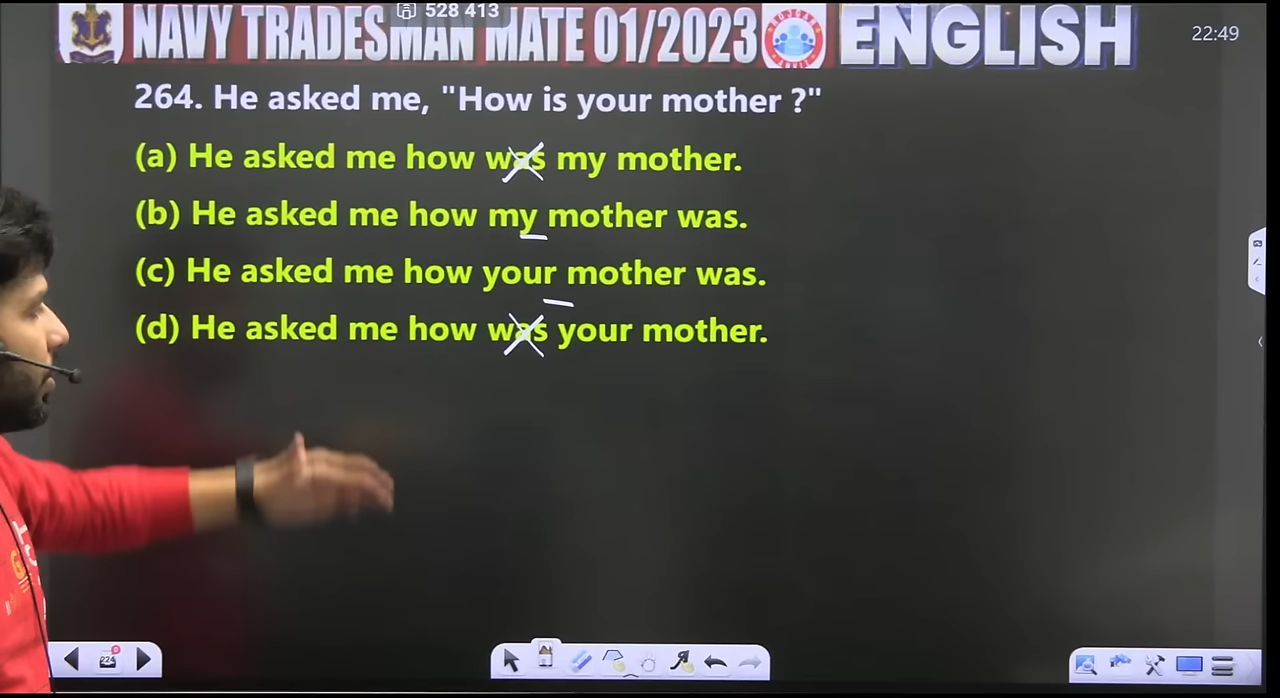 528 413
NAVY TRADESMAN MATE 01/2023 ENGLISH
22:49
264. He asked me, "How is your mother ?"
(a) He asked me how was my mother.
(b) He asked me how my mother was.
(c) He asked me how your mother was.
(d) He asked me how was your mother.
224